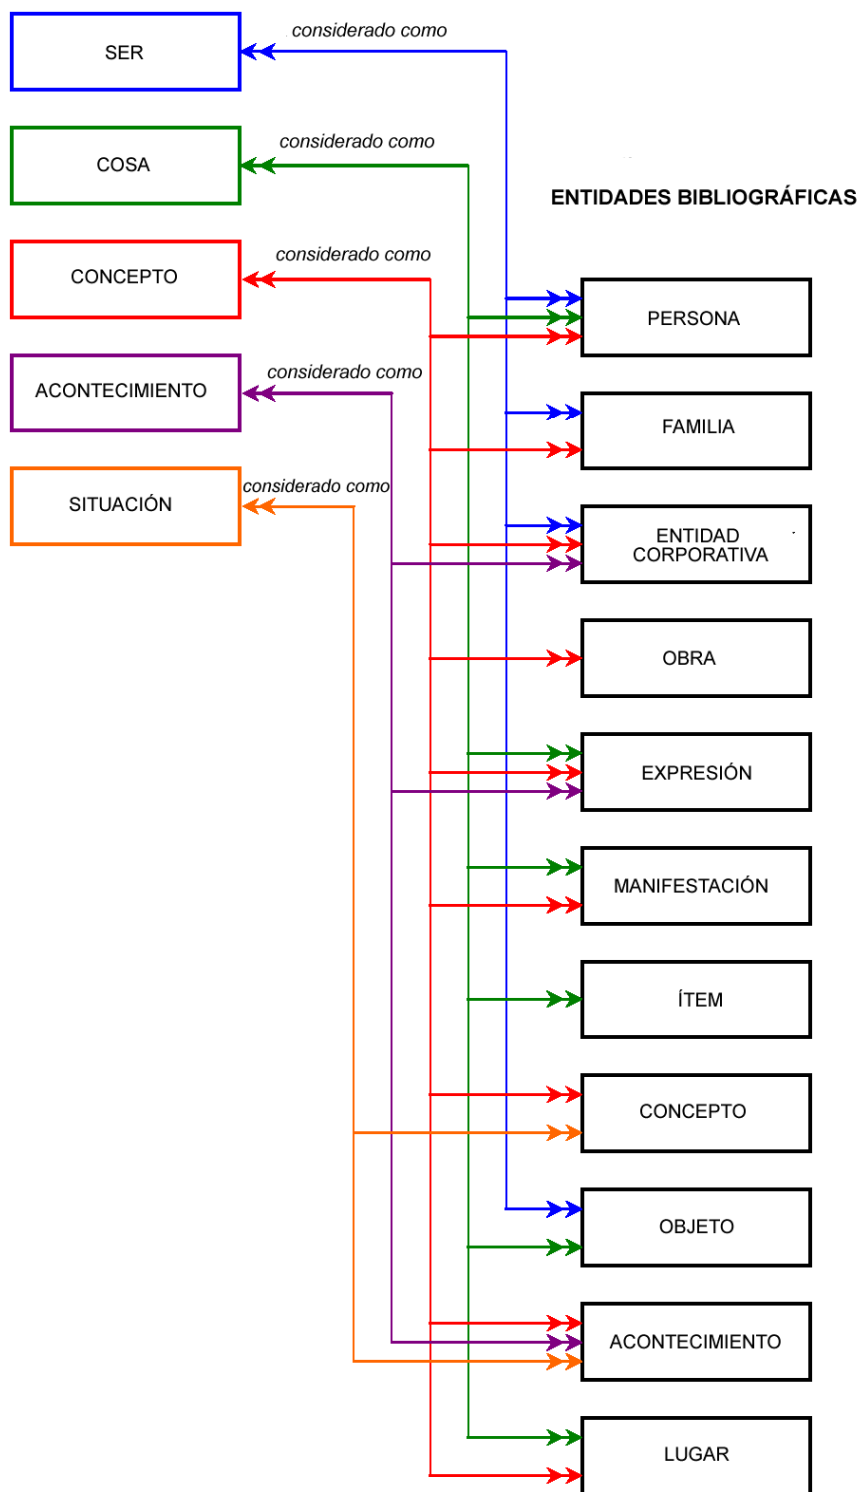 considerado como
SER
considerado como
COSA
ENTIDADES BIBLIOGRÁFICAS
considerado como
CONCEPTO
PERSONA
considerado como
ACONTECIMIENTO
FAMILIA
considerado como
SITUACIÓN
ENTIDAD
CORPORATIVA
OBRA
EXPRESIÓN
MANIFESTACIÓN
ÍTEM
CONCEPTO
OBJETO
ACONTECIMIENTO
LUGAR